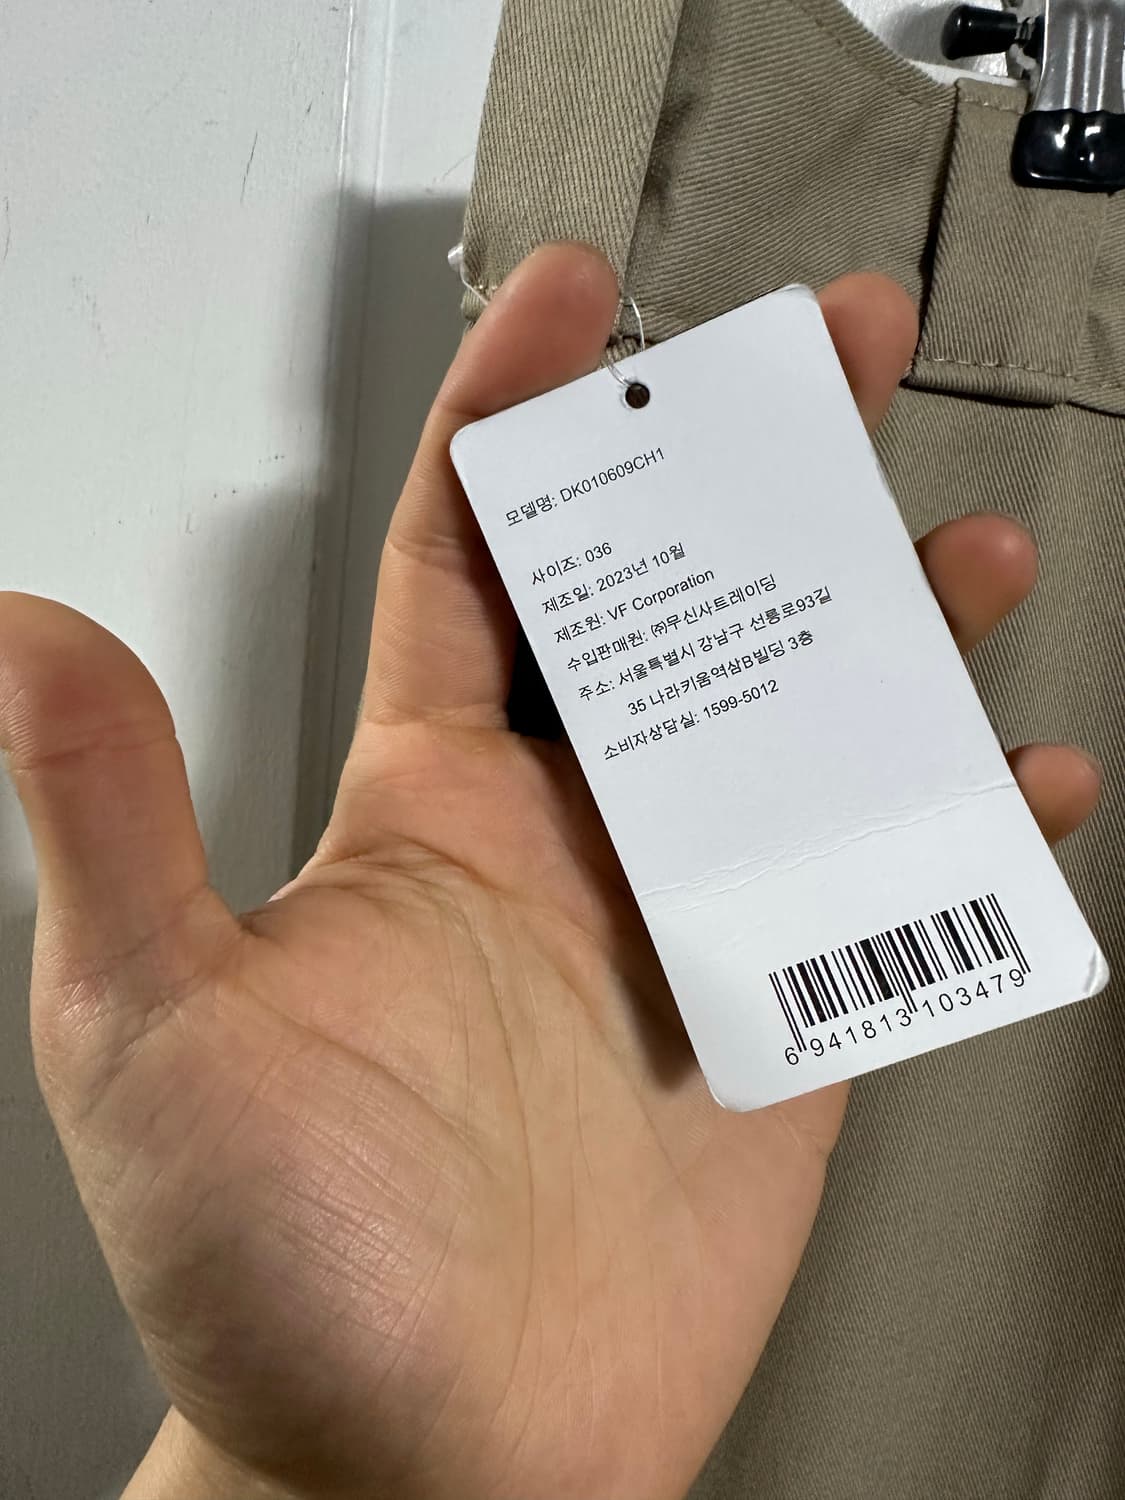 모델명: DK010609CH1
사이즈: 036
제조일: 2023년 10월
제조원: VF Corporation
수입판매원: ㈜무신사트레이딩
주소: 서울특별시 강남구 선릉로93길
35 나라키움역삼B빌딩 3층
소비자상담실: 1599-5012
6 941813 103479